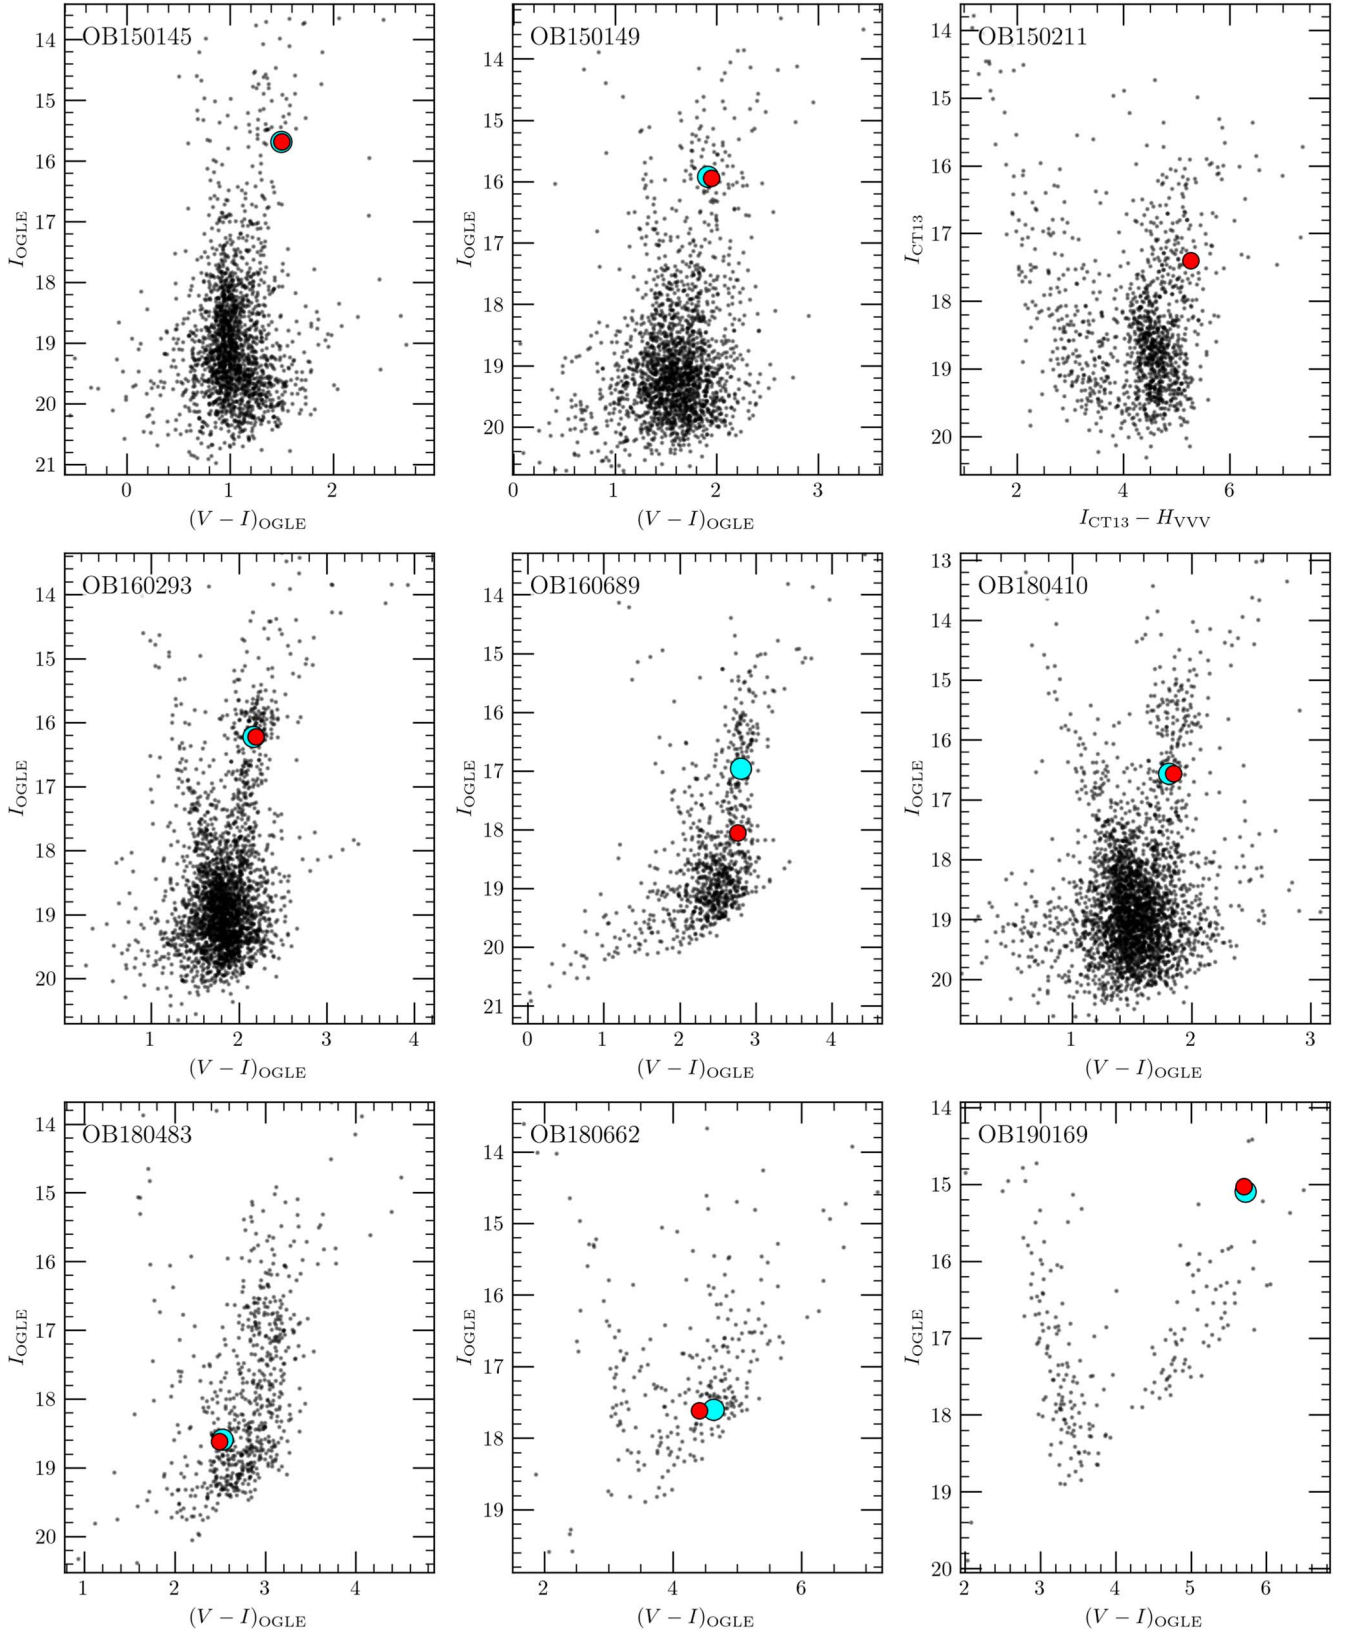 OB150145
14
15
16
17
18
19
20
21
I_OGLE
0 1 2
(V − I)_OGLE
OB150149
14
15
16
17
18
19
20
I_OGLE
0 1 2 3
(V − I)_OGLE
OB150211
14
15
16
17
18
19
20
I_CT13
2 4 6
I_CT13 − H_VVV
OB160293
14
15
16
17
18
19
20
I_OGLE
1 2 3 4
(V − I)_OGLE
OB160689
14
15
16
17
18
19
20
21
I_OGLE
0 1 2 3 4
(V − I)_OGLE
OB180410
13
14
15
16
17
18
19
20
I_OGLE
1 2 3
(V − I)_OGLE
OB180483
14
15
16
17
18
19
20
I_OGLE
1 2 3 4
(V − I)_OGLE
OB180662
14
15
16
17
18
19
I_OGLE
2 4 6
(V − I)_OGLE
OB190169
14
15
16
17
18
19
20
I_OGLE
2 3 4 5 6
(V − I)_OGLE